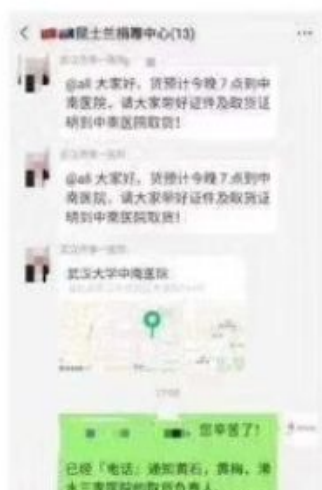 昆士兰捐赠中心(13)
@all 大家好，货预计今晚7点到中
南医院，请大家带好证件及取货证
明到中南医院取货！
@all 大家好，货预计今晚7点到中
南医院，请大家带好证件及取货证
明到中南医院取货！
武汉大学中南医院
您辛苦了！
已经「电话」通知黄石，黄梅，浠
水三家医院的取货负责人